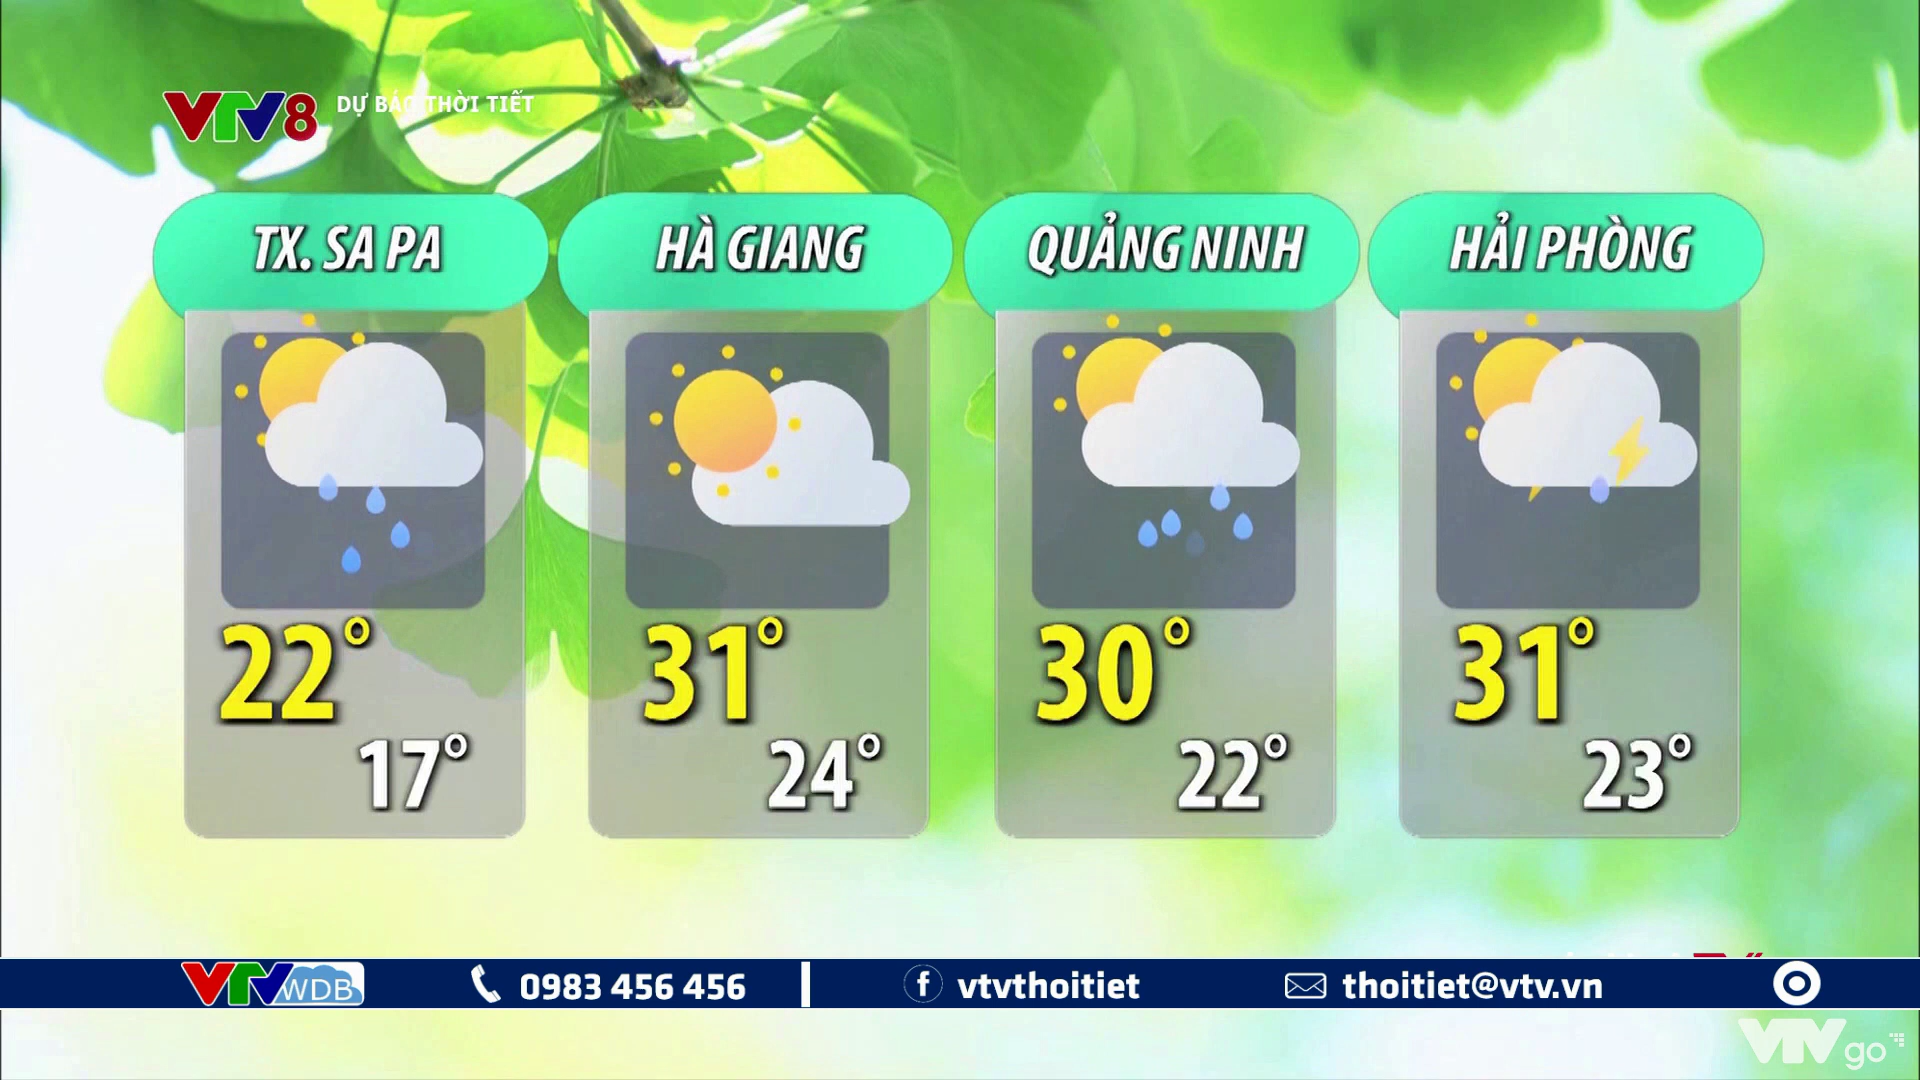 VTV8 DỰ BÁO THỜI TIẾT
TX. SA PA
HÀ GIANG
QUẢNG NINH
HẢI PHÒNG
22°
31°
30°
31°
17°
24°
22°
23°
VTV WDB 0983 456 456 vtvthoitiet thoitiet@vtv.vn
VTV go